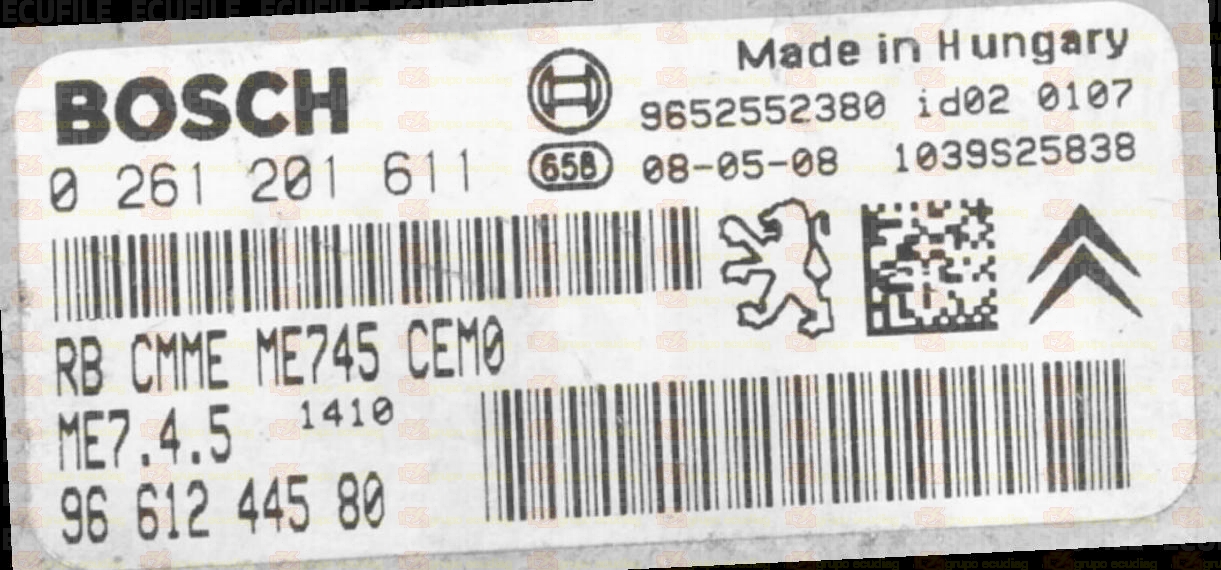 BOSCH
Made in Hungary
9652552380 id02 0107
0 261 201 611
658
08-05-08 1039S25838
RB CMME ME745 CEM0
ME7.4.5 1410
96 612 445 80